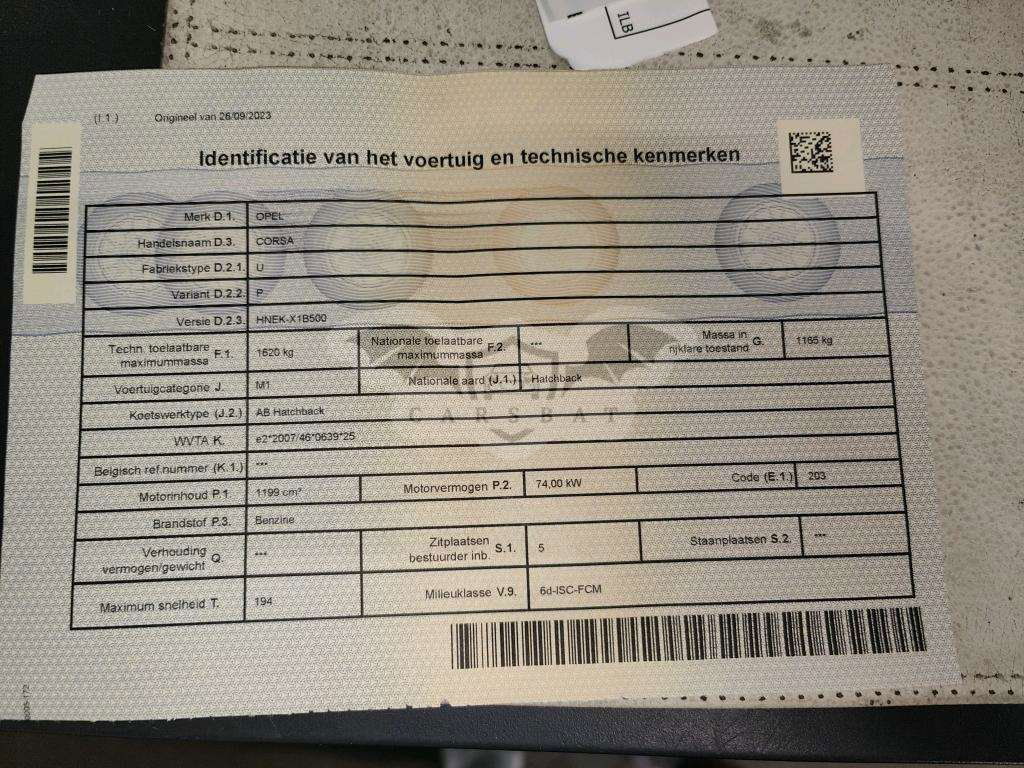 ILB
(I.1.) Origineel van 26/09/2023
Identificatie van het voertuig en technische kenmerken
Merk D.1. OPEL
Handelsnaam D.3. CORSA
Fabriekstype D.2.1. U
Variant D.2.2. P
Versie D.2.3. HNEK-X1B500
Techn. toelaatbare maximummassa F.1. 1620 kg Nationale toelaatbare maximummassa F.2. --- Massa in rijklare toestand G. 1165 kg
Voertuigcategorie J. M1 Nationale aard (J.1.) Hatchback
Koetswerktype (J.2.) AB Hatchback
CARSBAT
WVTA K. e2*2007/46*0639*25
Belgisch ref.nummer (K.1.) ---
Motorinhoud P.1. 1199 cm³ Motorvermogen P.2. 74,00 kW Code (E.1.) 203
Brandstof P.3. Benzine
Verhouding vermogen/gewicht Q. --- Zitplaatsen bestuurder inb. S.1. 5 Staanplaatsen S.2. ---
Maximum snelheid T. 194 Milieuklasse V.9. 6d-ISC-FCM